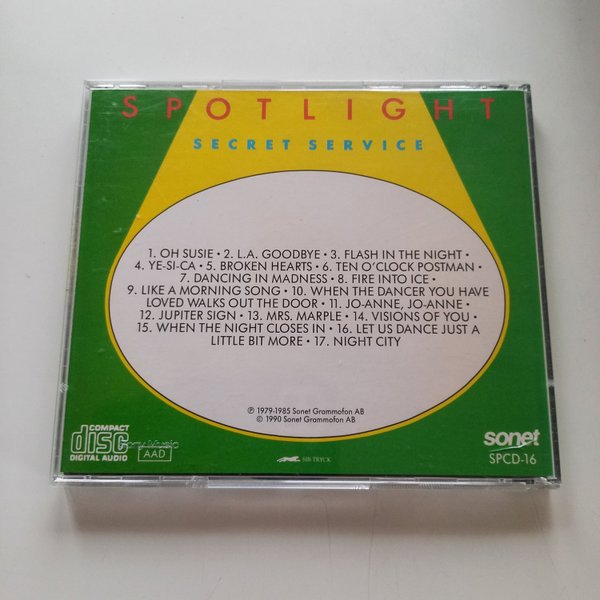 SPOTLIGHT
SECRET SERVICE
1. OH SUSIE • 2. L.A. GOODBYE • 3. FLASH IN THE NIGHT •
4. YE-SI-CA • 5. BROKEN HEARTS • 6. TEN O'CLOCK POSTMAN •
7. DANCING IN MADNESS • 8. FIRE INTO ICE •
9. LIKE A MORNING SONG • 10. WHEN THE DANCER YOU HAVE
LOVED WALKS OUT THE DOOR • 11. JO-ANNE, JO-ANNE •
12. JUPITER SIGN • 13. MRS. MARPLE • 14. VISIONS OF YOU •
15. WHEN THE NIGHT CLOSES IN • 16. LET US DANCE JUST A
LITTLE BIT MORE • 17. NIGHT CITY
℗ 1979-1985 Sonet Grammofon AB
© 1990 Sonet Grammofon AB
COMPACT
disc
DIGITAL AUDIO
Music
AAD
SIB TRYCK
sonet
SPCD-16